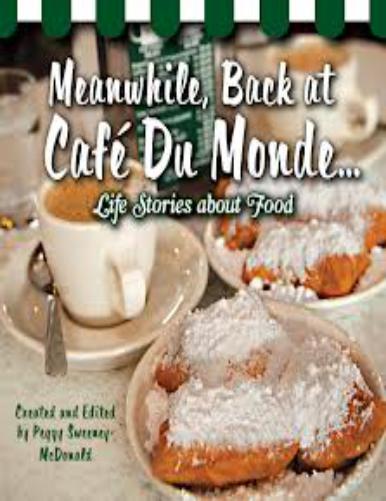 Meanwhile, Back at
Café Du Monde...
Life Stories about Food
Created and Edited
by Peggy Sweeney-
McDonald